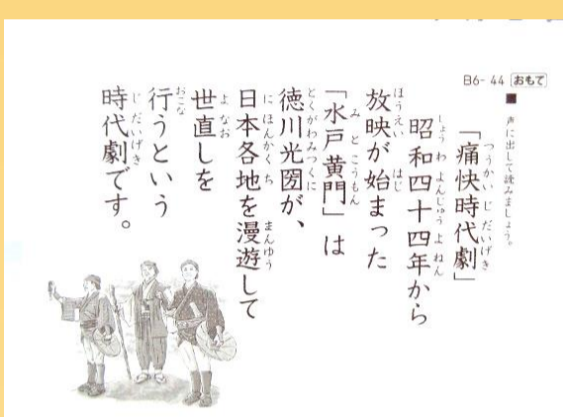 B6-44 おもて
■ 声に出して読みましょう。
「痛快時代劇」
昭和四十四年から
放映が始まった
「水戸黄門」は
徳川光圀が、
日本各地を漫遊して
世直しを
行うという
時代劇です。